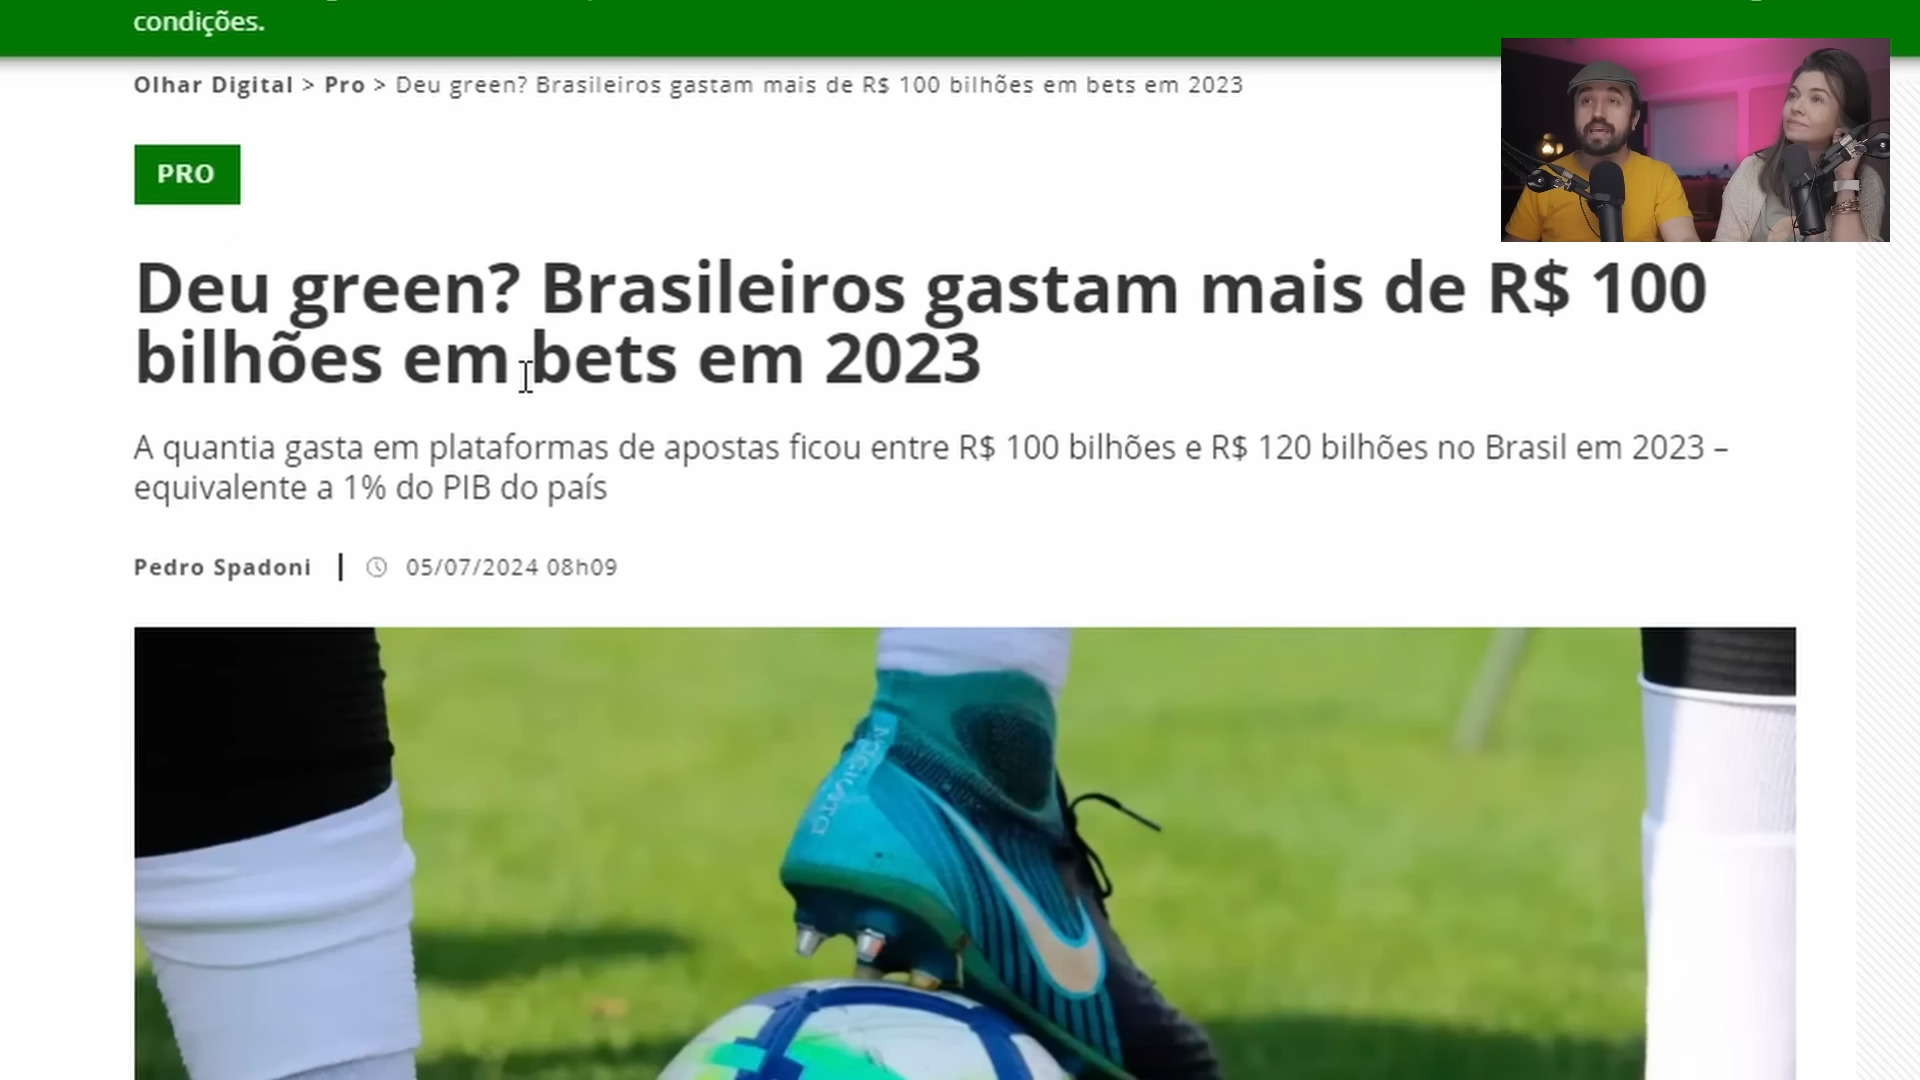 condições.
Olhar Digital > Pro > Deu green? Brasileiros gastam mais de R$ 100 bilhões em bets em 2023
PRO
Deu green? Brasileiros gastam mais de R$ 100
bilhões em bets em 2023
A quantia gasta em plataformas de apostas ficou entre R$ 100 bilhões e R$ 120 bilhões no Brasil em 2023 –
equivalente a 1% do PIB do país
Pedro Spadoni | 05/07/2024 08h09
MAGISTA